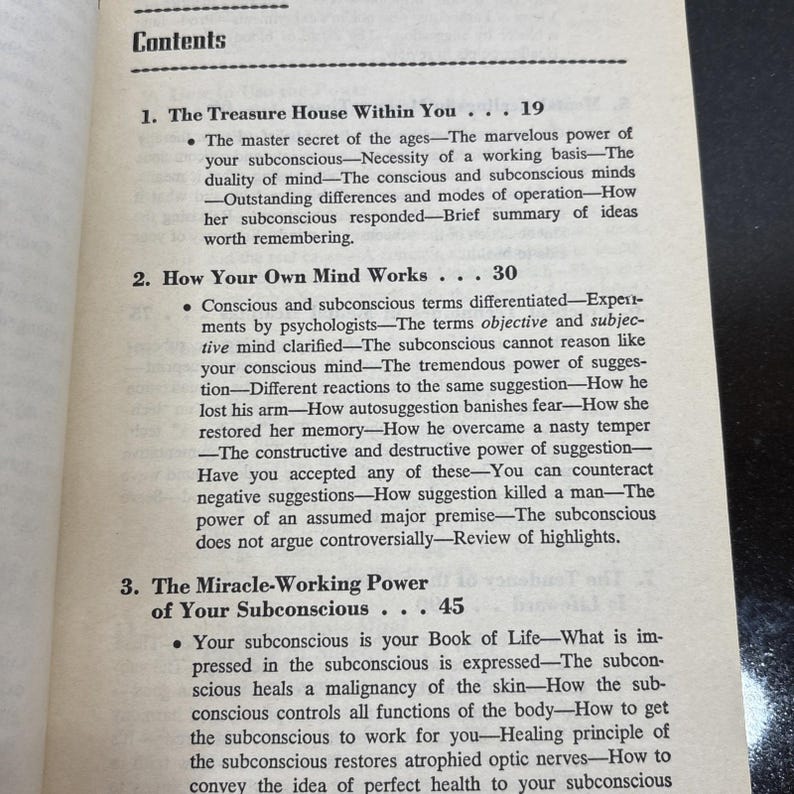 Contents
1. The Treasure House Within You . . . 19
• The master secret of the ages—The marvelous power of
your subconscious—Necessity of a working basis—The
duality of mind—The conscious and subconscious minds
—Outstanding differences and modes of operation—How
her subconscious responded—Brief summary of ideas
worth remembering.
2. How Your Own Mind Works . . . 30
• Conscious and subconscious terms differentiated—Experi-
ments by psychologists—The terms objective and subjec-
tive mind clarified—The subconscious cannot reason like
your conscious mind—The tremendous power of sugges-
tion—Different reactions to the same suggestion—How he
lost his arm—How autosuggestion banishes fear—How she
restored her memory—How he overcame a nasty temper
—The constructive and destructive power of suggestion—
Have you accepted any of these—You can counteract
negative suggestions—How suggestion killed a man—The
power of an assumed major premise—The subconscious
does not argue controversially—Review of highlights.
3. The Miracle-Working Power
of Your Subconscious . . . 45
• Your subconscious is your Book of Life—What is im-
pressed in the subconscious is expressed—The subcon-
scious heals a malignancy of the skin—How the sub-
conscious controls all functions of the body—How to get
the subconscious to work for you—Healing principle of
the subconscious restores atrophied optic nerves—How to
convey the idea of perfect health to your subconscious